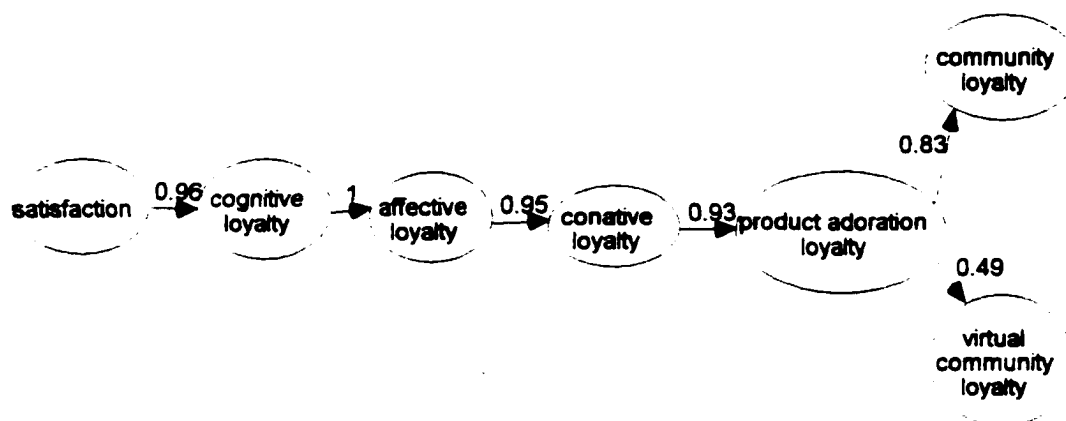 community
loyalty
0.83
satisfaction
0.96
cognitive
loyalty
1
affective
loyalty
0.95
conative
loyalty
0.93
product adoration
loyalty
0.49
virtual
community
loyalty